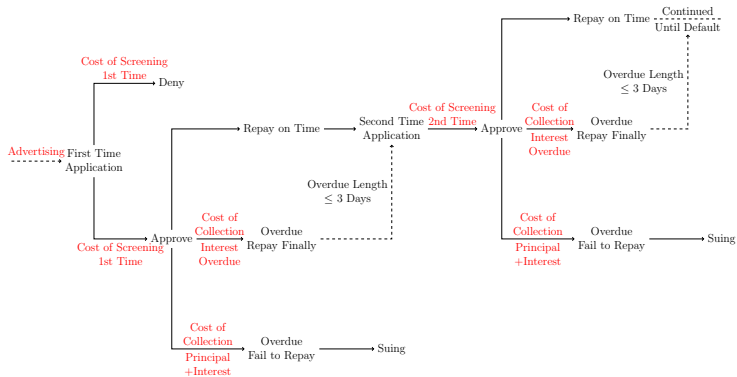 Continued
Repay on Time
Until Default
Cost of Screening
1st Time
Deny
Overdue Length
≤ 3 Days
Advertising
First Time
Application
Repay on Time
Second Time
Application
Cost of Screening
2nd Time
Approve
Cost of
Collection
Interest
Overdue
Overdue
Repay Finally
Overdue Length
≤ 3 Days
Cost of Screening
1st Time
Approve
Cost of
Collection
Interest
Overdue
Overdue
Repay Finally
Cost of
Collection
Principal
+Interest
Overdue
Fail to Repay
Suing
Cost of
Collection
Principal
+Interest
Overdue
Fail to Repay
Suing